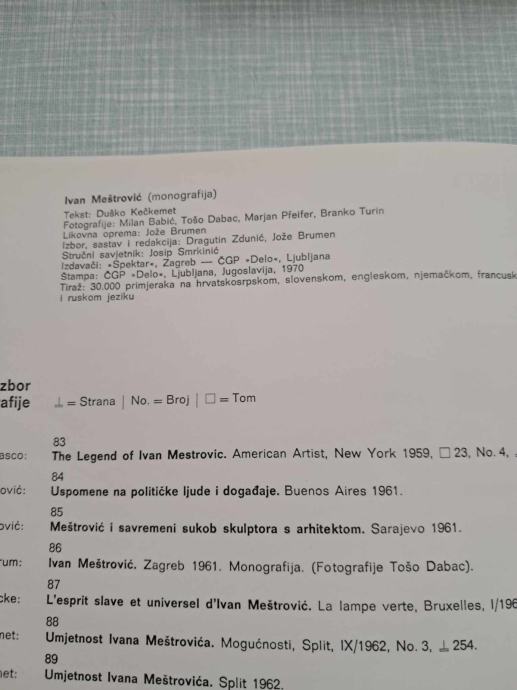 Ivan Meštrović (monografija)
Tekst: Duško Kečkemet
Fotografije: Milan Babić, Tošo Dabac, Marjan Pfeifer, Branko Turin
Likovna oprema: Jože Brumen
Izbor, sastav i redakcija: Dragutin Zdunić, Jože Brumen
Stručni savjetnik: Josip Smrkinić
Izdavači: »Spektar«, Zagreb — ČGP »Delo«, Ljubljana
Štampa: ČGP »Delo«, Ljubljana, Jugoslavija, 1970
Tiraž: 30.000 primjeraka na hrvatskosrpskom, slovenskom, engleskom, njemačkom, francusk
i ruskom jeziku
zbor
afije
⊥ = Strana | No. = Broj | □ = Tom
83
asco: The Legend of Ivan Mestrovic. American Artist, New York 1959, □ 23, No. 4,
84
ović: Uspomene na političke ljude i događaje. Buenos Aires 1961.
85
ović: Meštrović i savremeni sukob skulptora s arhitektom. Sarajevo 1961.
86
rum: Ivan Meštrović. Zagreb 1961. Monografija. (Fotografije Tošo Dabac).
87
cke: L'esprit slave et universel d'Ivan Meštrović. La lampe verte, Bruxelles, I/196
88
met: Umjetnost Ivana Meštrovića. Mogućnosti, Split, IX/1962, No. 3, ⊥ 254.
89
net: Umjetnost Ivana Meštrovića. Split 1962.